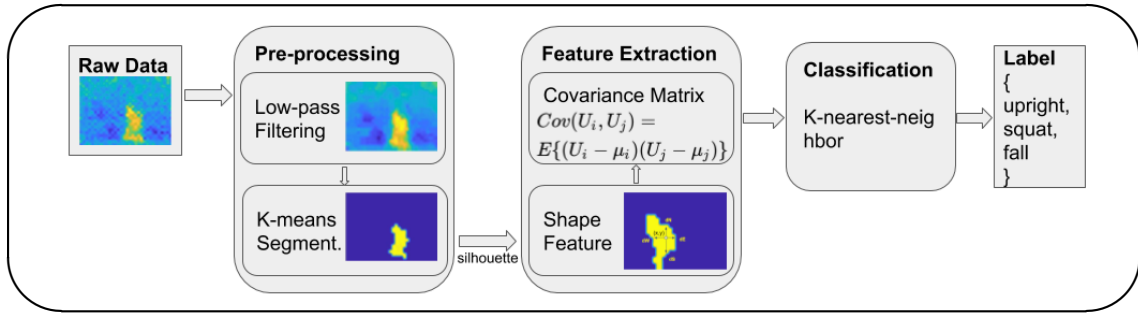 Raw Data
Pre-processing
Low-pass
Filtering
K-means
Segment.
silhouette
Feature Extraction
Covariance Matrix
Cov(U_i, U_j) =
E{(U_i − μ_i)(U_j − μ_j)}
Shape
Feature
Classification
K-nearest-neig
hbor
Label
{
upright,
squat,
fall
}